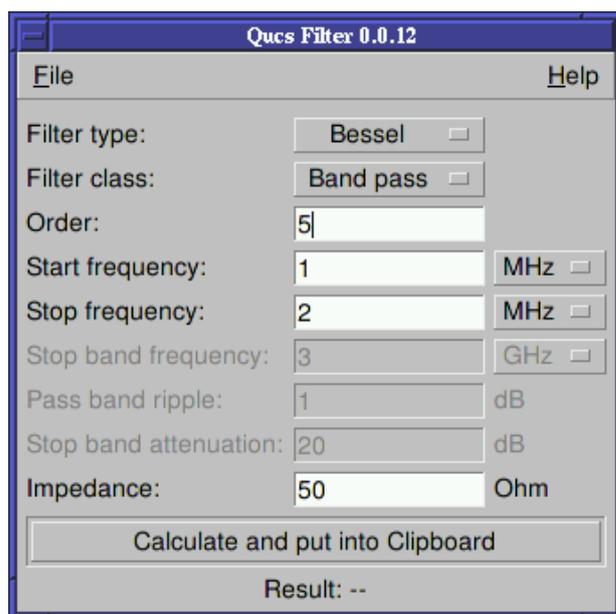 Qucs Filter 0.0.12
File Help
Filter type: Bessel
Filter class: Band pass
Order: 5
Start frequency: 1 MHz
Stop frequency: 2 MHz
Stop band frequency: 3 GHz
Pass band ripple: 1 dB
Stop band attenuation: 20 dB
Impedance: 50 Ohm
Calculate and put into Clipboard
Result: --